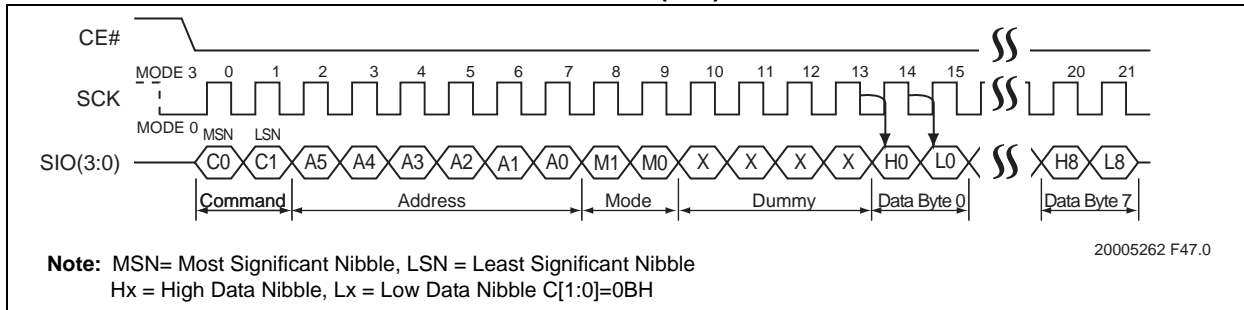 CE#
MODE 3 0 1 2 3 4 5 6 7 8 9 10 11 12 13 14 15 20 21
SCK
MODE 0
MSN LSN
SIO(3:0) C0 C1 A5 A4 A3 A2 A1 A0 M1 M0 X X X X H0 L0 H8 L8
Command Address Mode Dummy Data Byte 0 Data Byte 7
20005262 F47.0
Note: MSN= Most Significant Nibble, LSN = Least Significant Nibble
Hx = High Data Nibble, Lx = Low Data Nibble C[1:0]=0BH